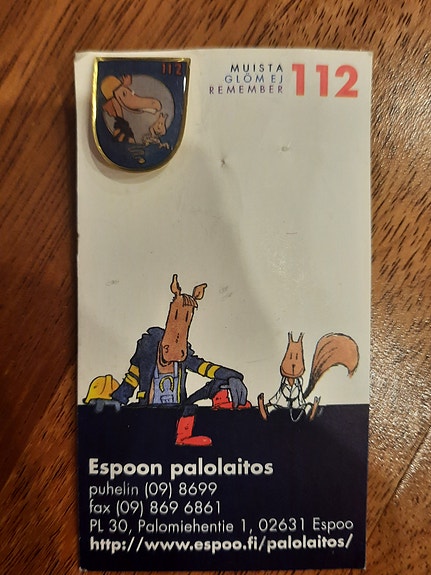 112
MUISTA
GLÖM EJ
REMEMBER
112
Espoon palolaitos
puhelin (09) 8699
fax (09) 869 6861
PL 30, Palomiehentie 1, 02631 Espoo
http://www.espoo.fi/palolaitos/